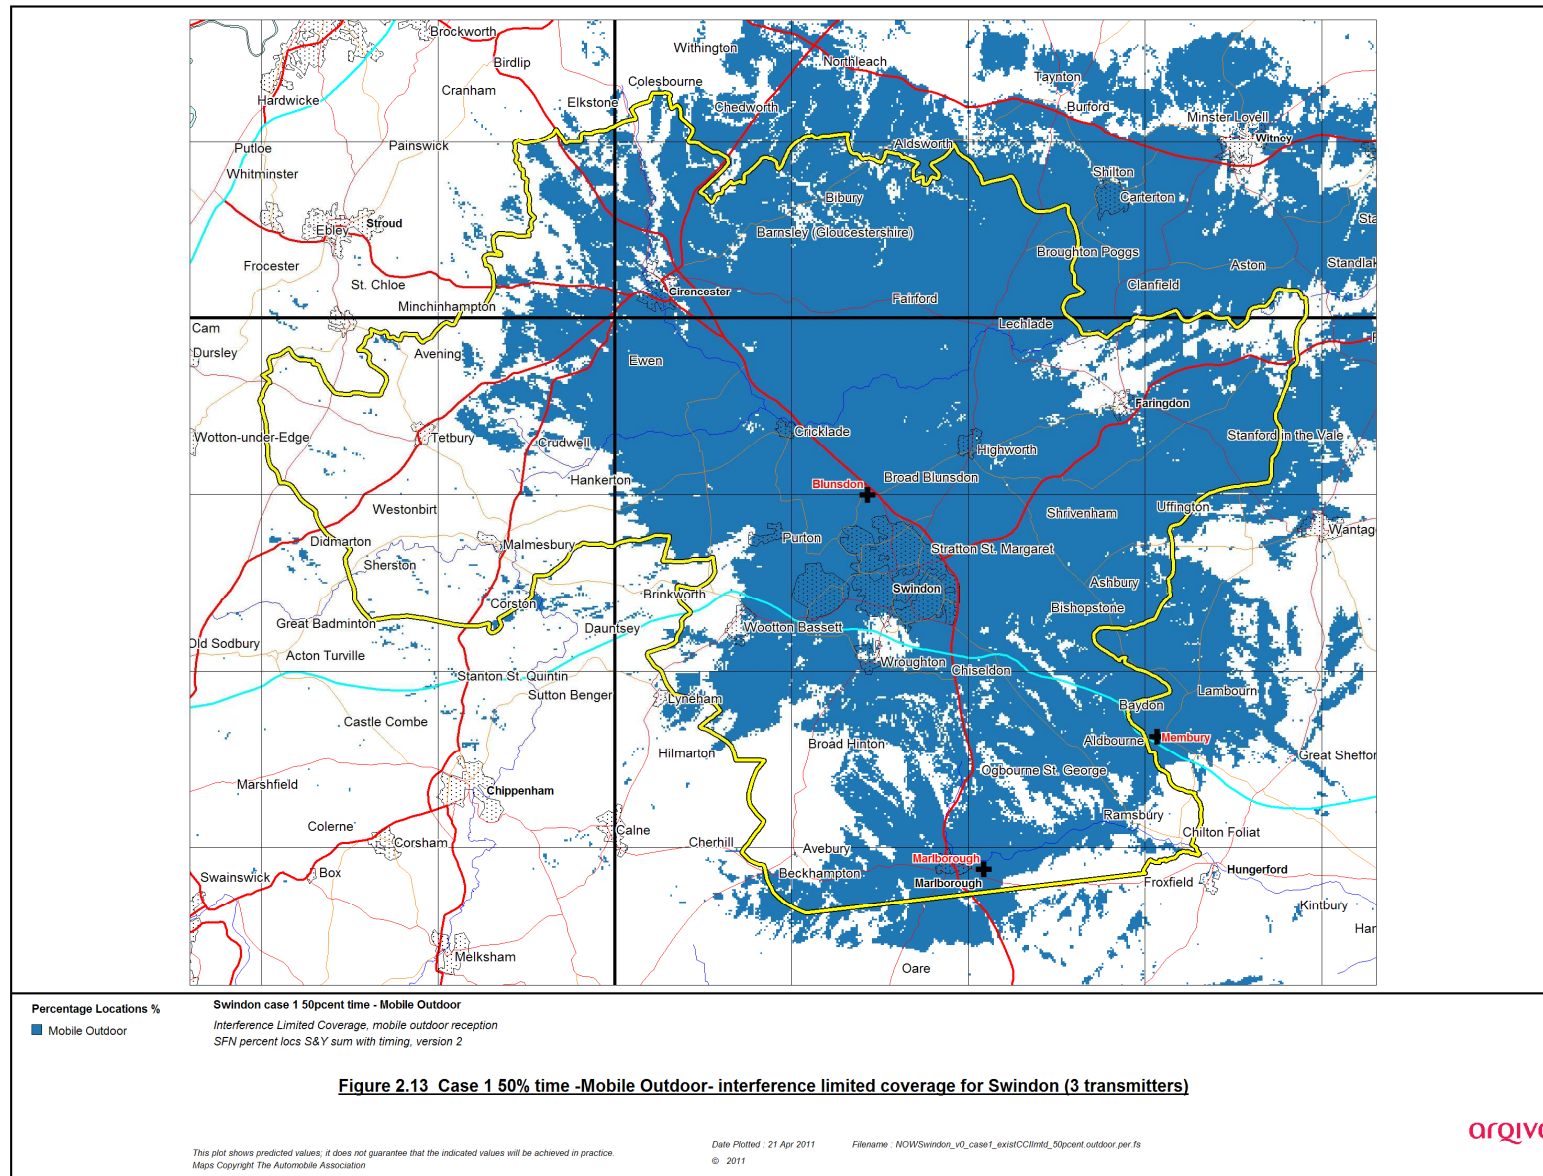 Brockworth
Withington
Birdlip
Northleach
Colesbourne
Taynton
Cranham
Hardwicke
Elkstone
Chedworth
Burford
Minster Lovell
Witney
Painswick
Putloe
Aldsworth
Whitminster
Shilton
Carterton
Bibury
Stroud
Ebley
Barnsley (Gloucestershire)
Sta
Broughton Poggs
Frocester
Aston
Standlak
St. Chloe
Clanfield
Cirencester
Fairford
Minchinhampton
Lechlade
Cam
Dursley
Avening
Ewen
Faringdon
Cricklade
Wotton-under-Edge
Tetbury
Crudwell
Stanford in the Vale
Highworth
Hankerton
Broad Blunsdon
Blunsdon
Westonbirt
Uffington
Shrivenham
Wantag
Didmarton
Purton
Malmesbury
Stratton St. Margaret
Sherston
Ashbury
Swindon
Brinkworth
Corston
Bishopstone
Great Badminton
Dauntsey
Wootton Bassett
Old Sodbury
Acton Turville
Wroughton
Chiseldon
Stanton St. Quintin
Sutton Benger
Lyneham
Lambourn
Baydon
Castle Combe
Aldbourne
Membury
Broad Hinton
Hilmarton
Great Sheffor
Ogbourne St. George
Marshfield
Chippenham
Ramsbury
Colerne
Calne
Chilton Foliat
Corsham
Cherhill
Avebury
Marlborough
Box
Beckhampton
Hungerford
Swainswick
Marlborough
Froxfield
Kintbury
Har
Melksham
Oare
Percentage Locations %
Mobile Outdoor
Swindon case 1 50pcent time - Mobile Outdoor
Interference Limited Coverage, mobile outdoor reception
SFN percent locs S&Y sum with timing, version 2
Figure 2.13  Case 1 50% time -Mobile Outdoor- interference limited coverage for Swindon (3 transmitters)
This plot shows predicted values; it does not guarantee that the indicated values will be achieved in practice.
Maps Copyright The Automobile Association
Date Plotted : 21 Apr 2011
Filename : NOWSwindon_v0_case1_existCCIlmtd_50pcent.outdoor.per.fs
© 2011
arqiva